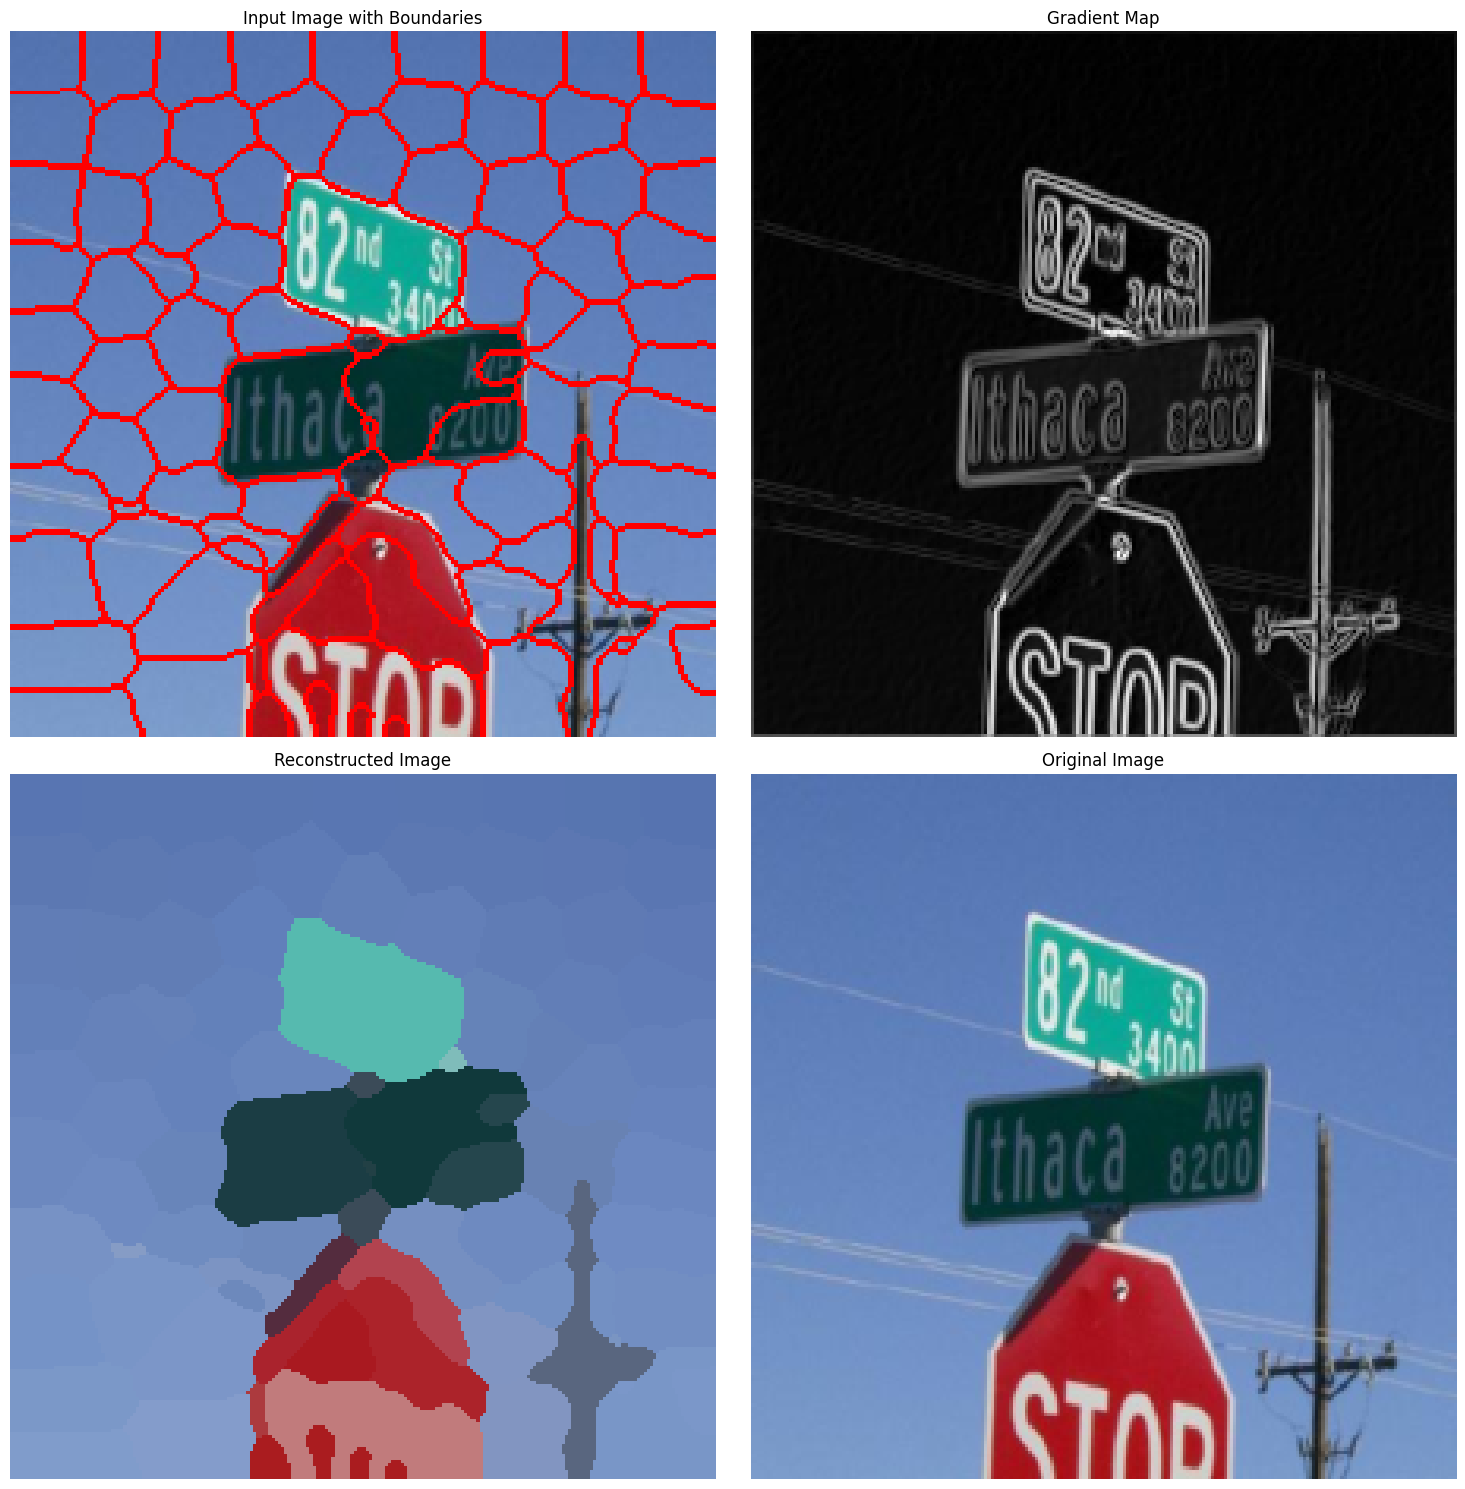 Input Image with Boundaries
82nd St
3400
Ithaca Ave
8200
STOP
Gradient Map
82nd St
3400
Ithaca Ave
8200
STOP
Reconstructed Image
Original Image
82nd St
3400
Ithaca Ave
8200
STOP